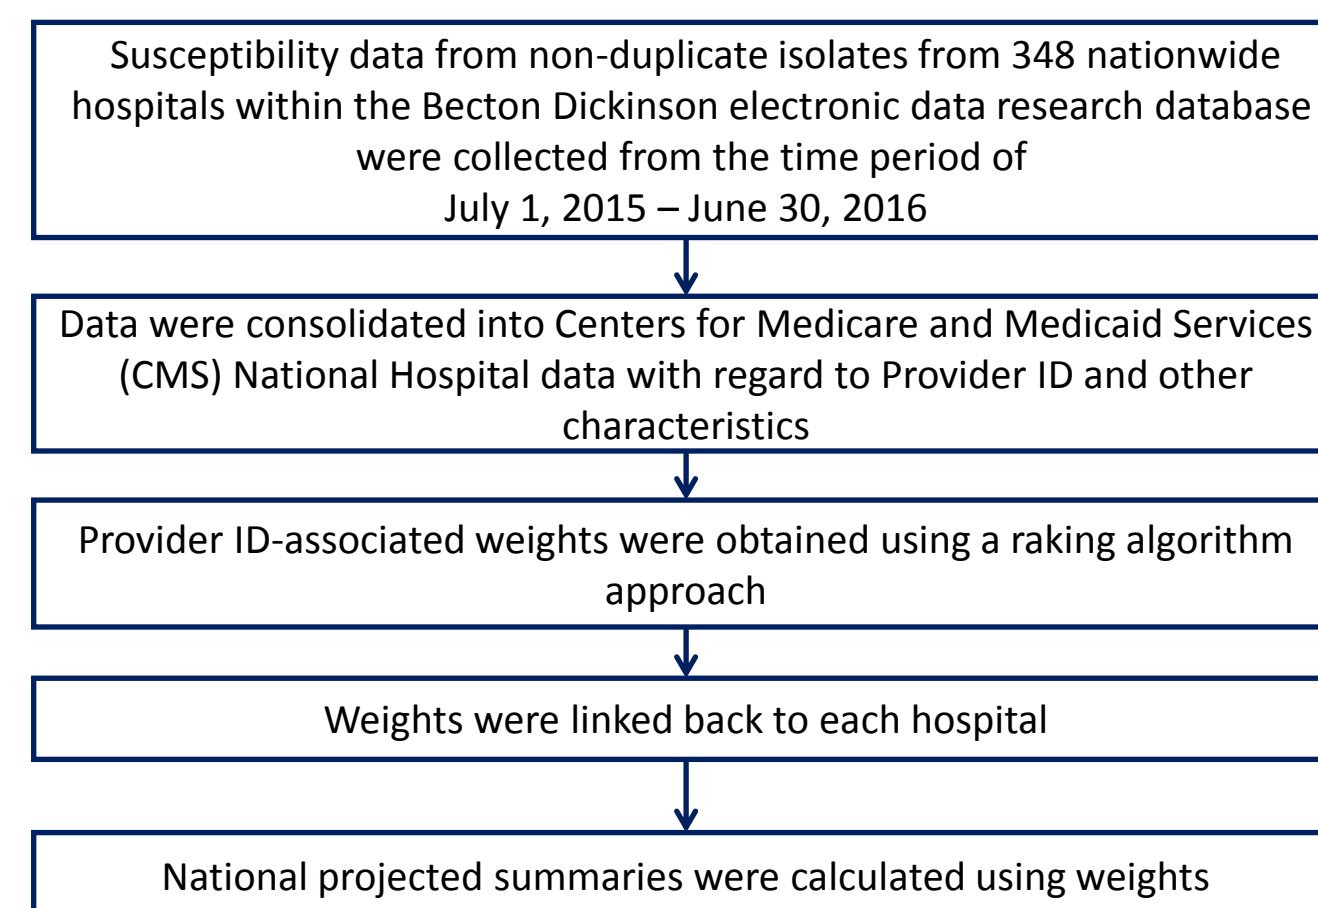 Susceptibility data from non-duplicate isolates from 348 nationwide
hospitals within the Becton Dickinson electronic data research database
were collected from the time period of
July 1, 2015 – June 30, 2016
Data were consolidated into Centers for Medicare and Medicaid Services
(CMS) National Hospital data with regard to Provider ID and other
characteristics
Provider ID-associated weights were obtained using a raking algorithm
approach
Weights were linked back to each hospital
National projected summaries were calculated using weights